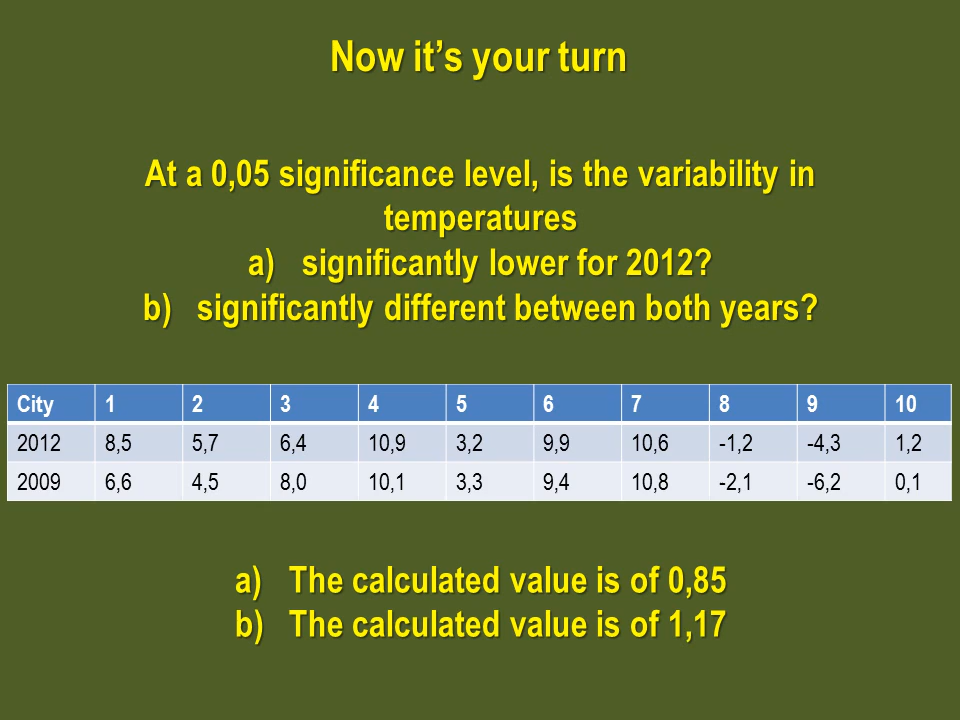 Now it’s your turn
At a 0,05 significance level, is the variability in
temperatures
a) significantly lower for 2012?
b) significantly different between both years?
City 1 2 3 4 5 6 7 8 9 10
2012 8,5 5,7 6,4 10,9 3,2 9,9 10,6 -1,2 -4,3 1,2
2009 6,6 4,5 8,0 10,1 3,3 9,4 10,8 -2,1 -6,2 0,1
a) The calculated value is of 0,85
b) The calculated value is of 1,17